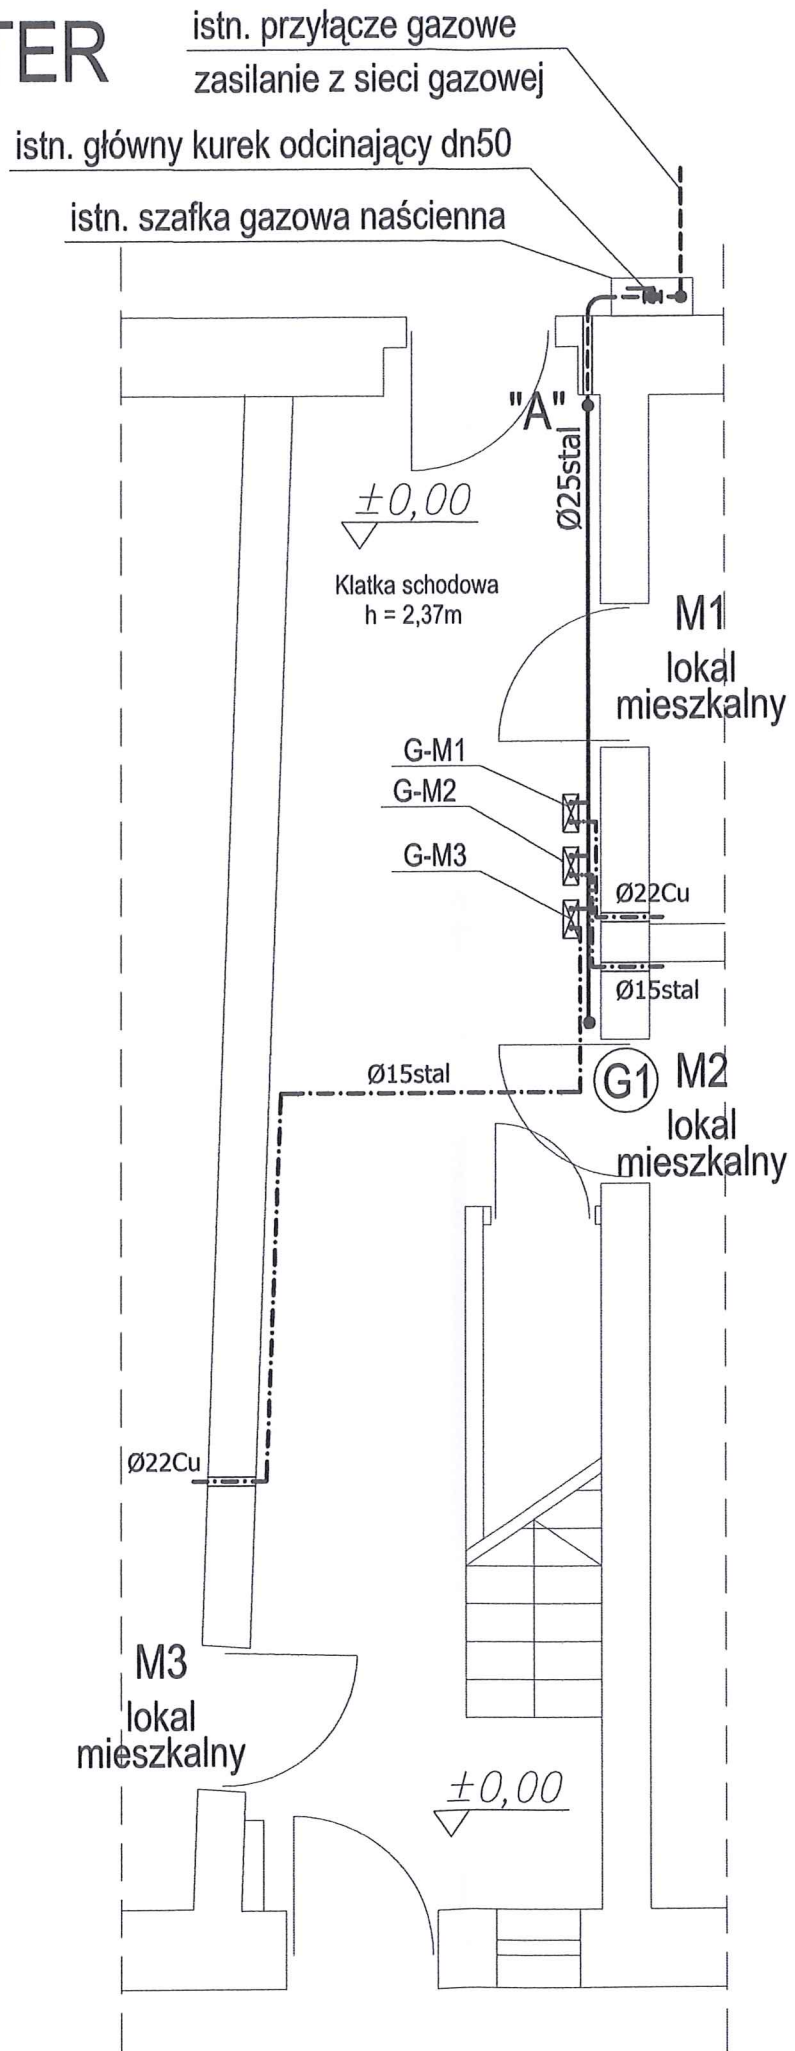 TER
istn. przyłącze gazowe
zasilanie z sieci gazowej
istn. główny kurek odcinający dn50
istn. szafka gazowa naścienna
"A"
Ø25stal
±0,00
Klatka schodowa
h = 2,37m
M1
lokal
mieszkalny
G-M1
G-M2
G-M3
Ø22Cu
Ø15stal
Ø15stal
G1
M2
lokal
mieszkalny
Ø22Cu
M3
lokal
mieszkalny
±0,00